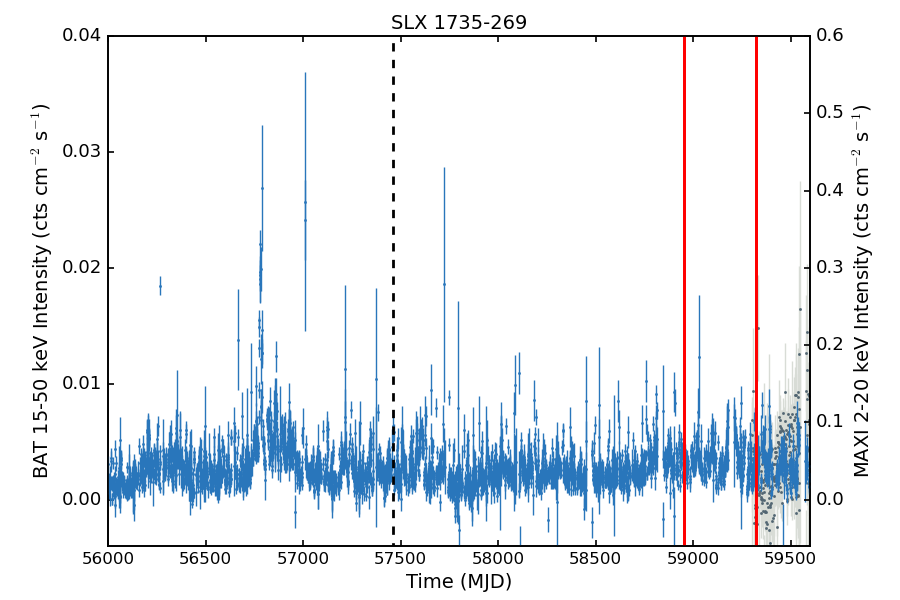 SLX 1735-269
0.04
0.03
0.02
0.01
0.00
BAT 15-50 keV Intensity (cts cm⁻² s⁻¹)
0.6
0.5
0.4
0.3
0.2
0.1
0.0
MAXI 2-20 keV Intensity (cts cm⁻² s⁻¹)
56000 56500 57000 57500 58000 58500 59000 59500
Time (MJD)